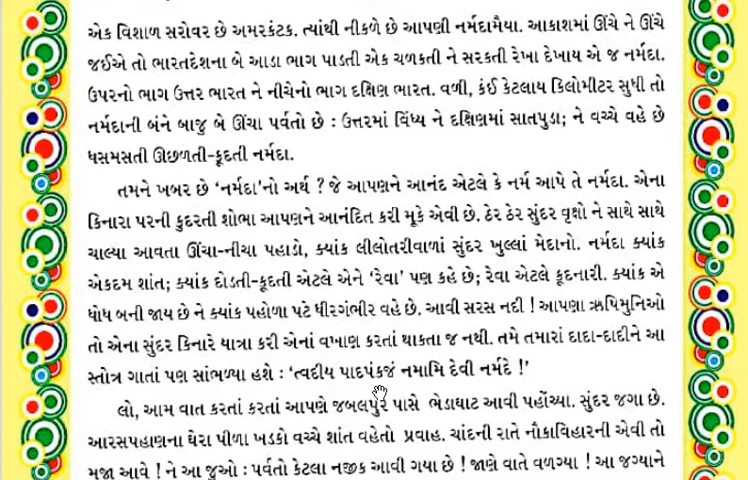 એક વિશાળ સરોવર છે અમરકંટક. ત્યાંથી નીકળે છે આપણી નર્મદામૈયા. આકાશમાં ઊંચે ને ઊંચે
જઈએ તો ભારતદેશના બે આડા ભાગ પાડતી એક ચળકતી ને સરકતી રેખા દેખાય એ જ નર્મદા.
ઉપરનો ભાગ ઉત્તર ભારત ને નીચેનો ભાગ દક્ષિણ ભારત. વળી, કંઈ કેટલાય કિલોમીટર સુધી તો
નર્મદાની બંને બાજુ બે ઊંચા પર્વતો છે : ઉત્તરમાં વિંધ્ય ને દક્ષિણમાં સાતપુડા; ને વચ્ચે વહે છે
ધસમસતી ઊછળતી-કૂદતી નર્મદા.
તમને ખબર છે ‘નર્મદા’નો અર્થ ? જે આપણને આનંદ એટલે કે નર્મ આપે તે નર્મદા. એના
કિનારા પરની કુદરતી શોભા આપણને આનંદિત કરી મૂકે એવી છે. ઠેર ઠેર સુંદર વૃક્ષો ને સાથે સાથે
ચાલ્યા આવતા ઊંચા-નીચા પહાડો, ક્યાંક લીલોતરીવાળાં સુંદર ખુલ્લાં મેદાનો. નર્મદા ક્યાંક
એકદમ શાંત; ક્યાંક દોડતી-કૂદતી એટલે એને ‘રેવા’ પણ કહે છે; રેવા એટલે કૂદનારી. ક્યાંક એ
ધોધ બની જાય છે ને ક્યાંક પહોળા પટે ધીરગંભીર વહે છે. આવી સરસ નદી ! આપણા ઋષિમુનિઓ
તો એના સુંદર કિનારે યાત્રા કરી એનાં વખાણ કરતાં થાકતા જ નથી. તમે તમારાં દાદા-દાદીને આ
સ્તોત્ર ગાતાં પણ સાંભળ્યા હશે : ‘ત્વદીય પાદપંકજં નમામિ દેવી નર્મદે !’
લો, આમ વાત કરતાં કરતાં આપણે જબલપુર પાસે ભેડાઘાટ આવી પહોંચ્યા. સુંદર જગા છે.
આરસપહાણના ઘેરા પીળા ખડકો વચ્ચે શાંત વહેતો પ્રવાહ. ચાંદની રાતે નૌકાવિહારની એવી તો
મજા આવે ! ને આ જુઓ : પર્વતો કેટલા નજીક આવી ગયા છે ! જાણે વાતે વળગ્યા ! આ જગ્યાને